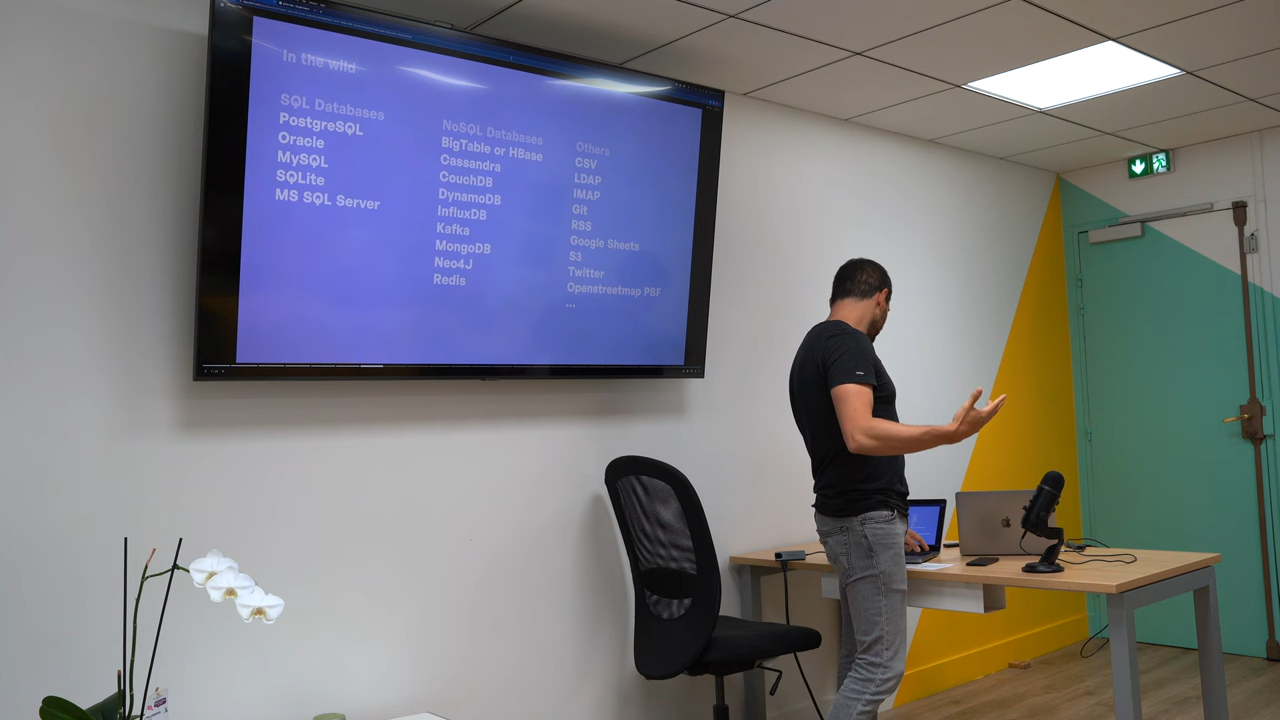 In the wild
SQL Databases
PostgreSQL
Oracle
MySQL
SQLite
MS SQL Server
NoSQL Databases
BigTable or HBase
Cassandra
CouchDB
DynamoDB
InfluxDB
Kafka
MongoDB
Neo4J
Redis
Others
CSV
LDAP
IMAP
Git
RSS
Google Sheets
S3
Twitter
Openstreetmap PBF
...